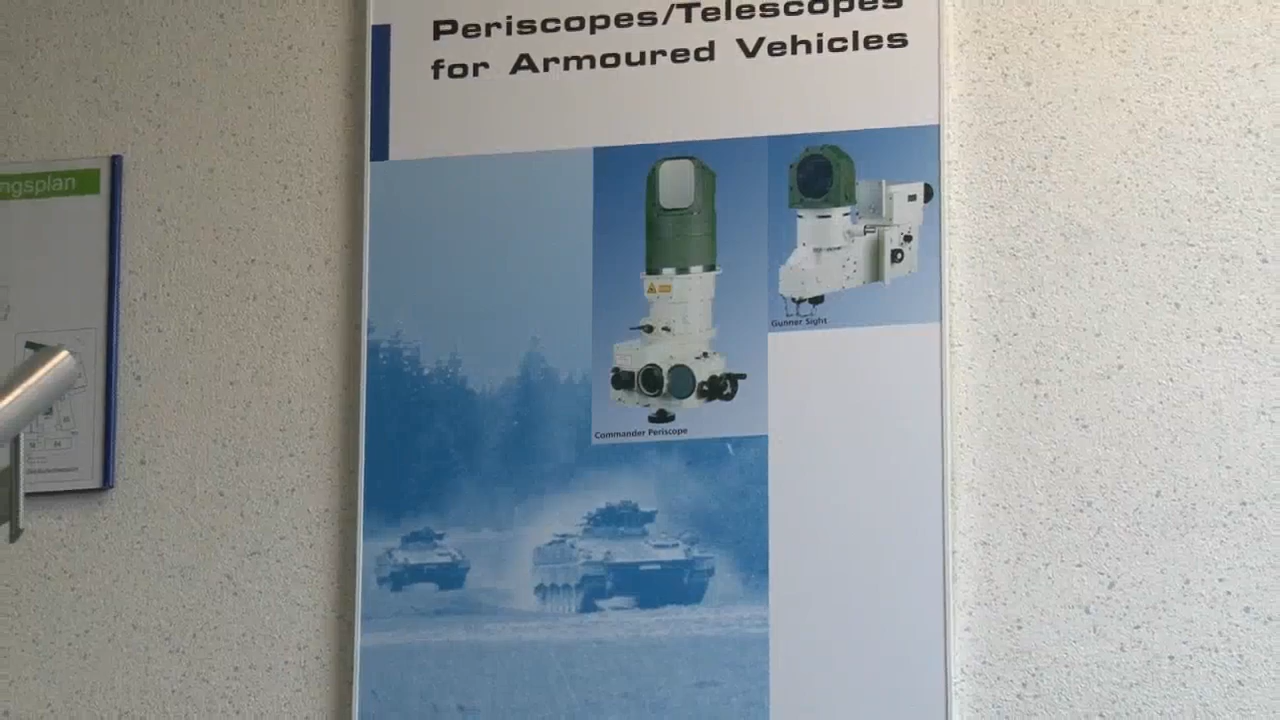 Periscopes/Telescopes
for Armoured Vehicles
ngsplan
Gunner Sight
Commander Periscope